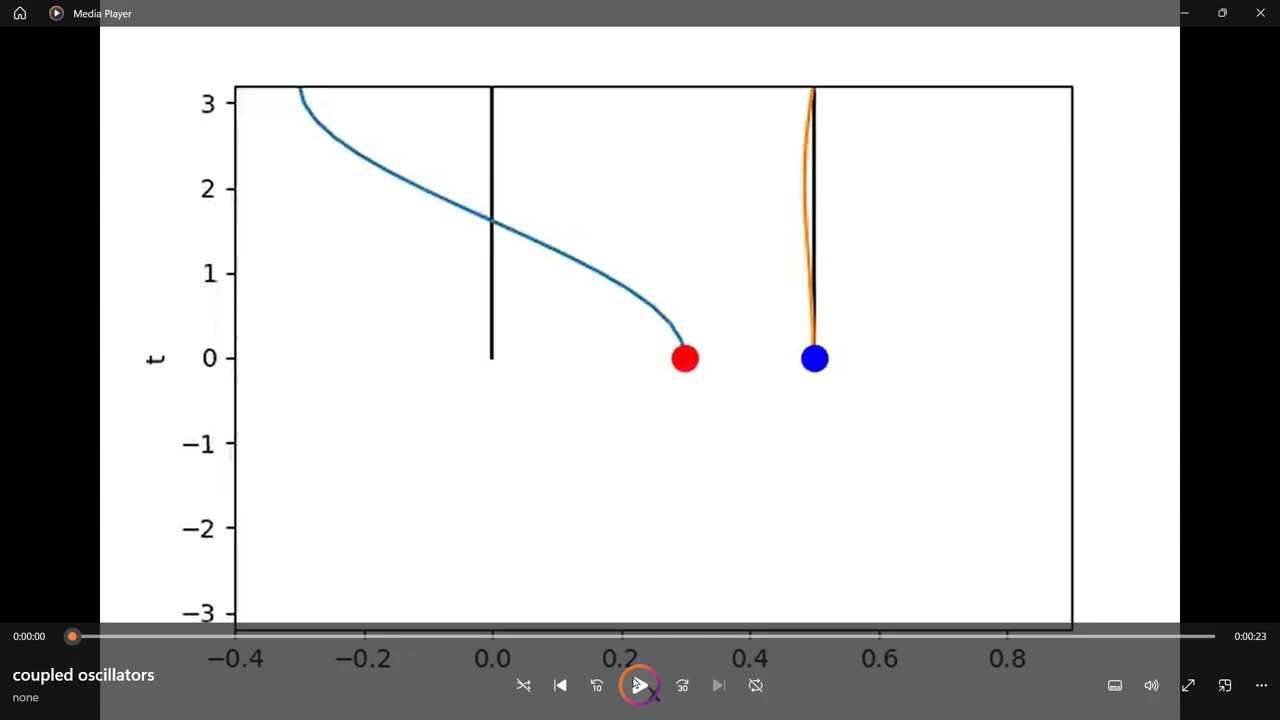 Media Player
3
2
1
0
−1
−2
−3
t
−0.4 −0.2 0.0 0.2 0.4 0.6 0.8
x
0:00:00
0:00:23
coupled oscillators
none
10
30